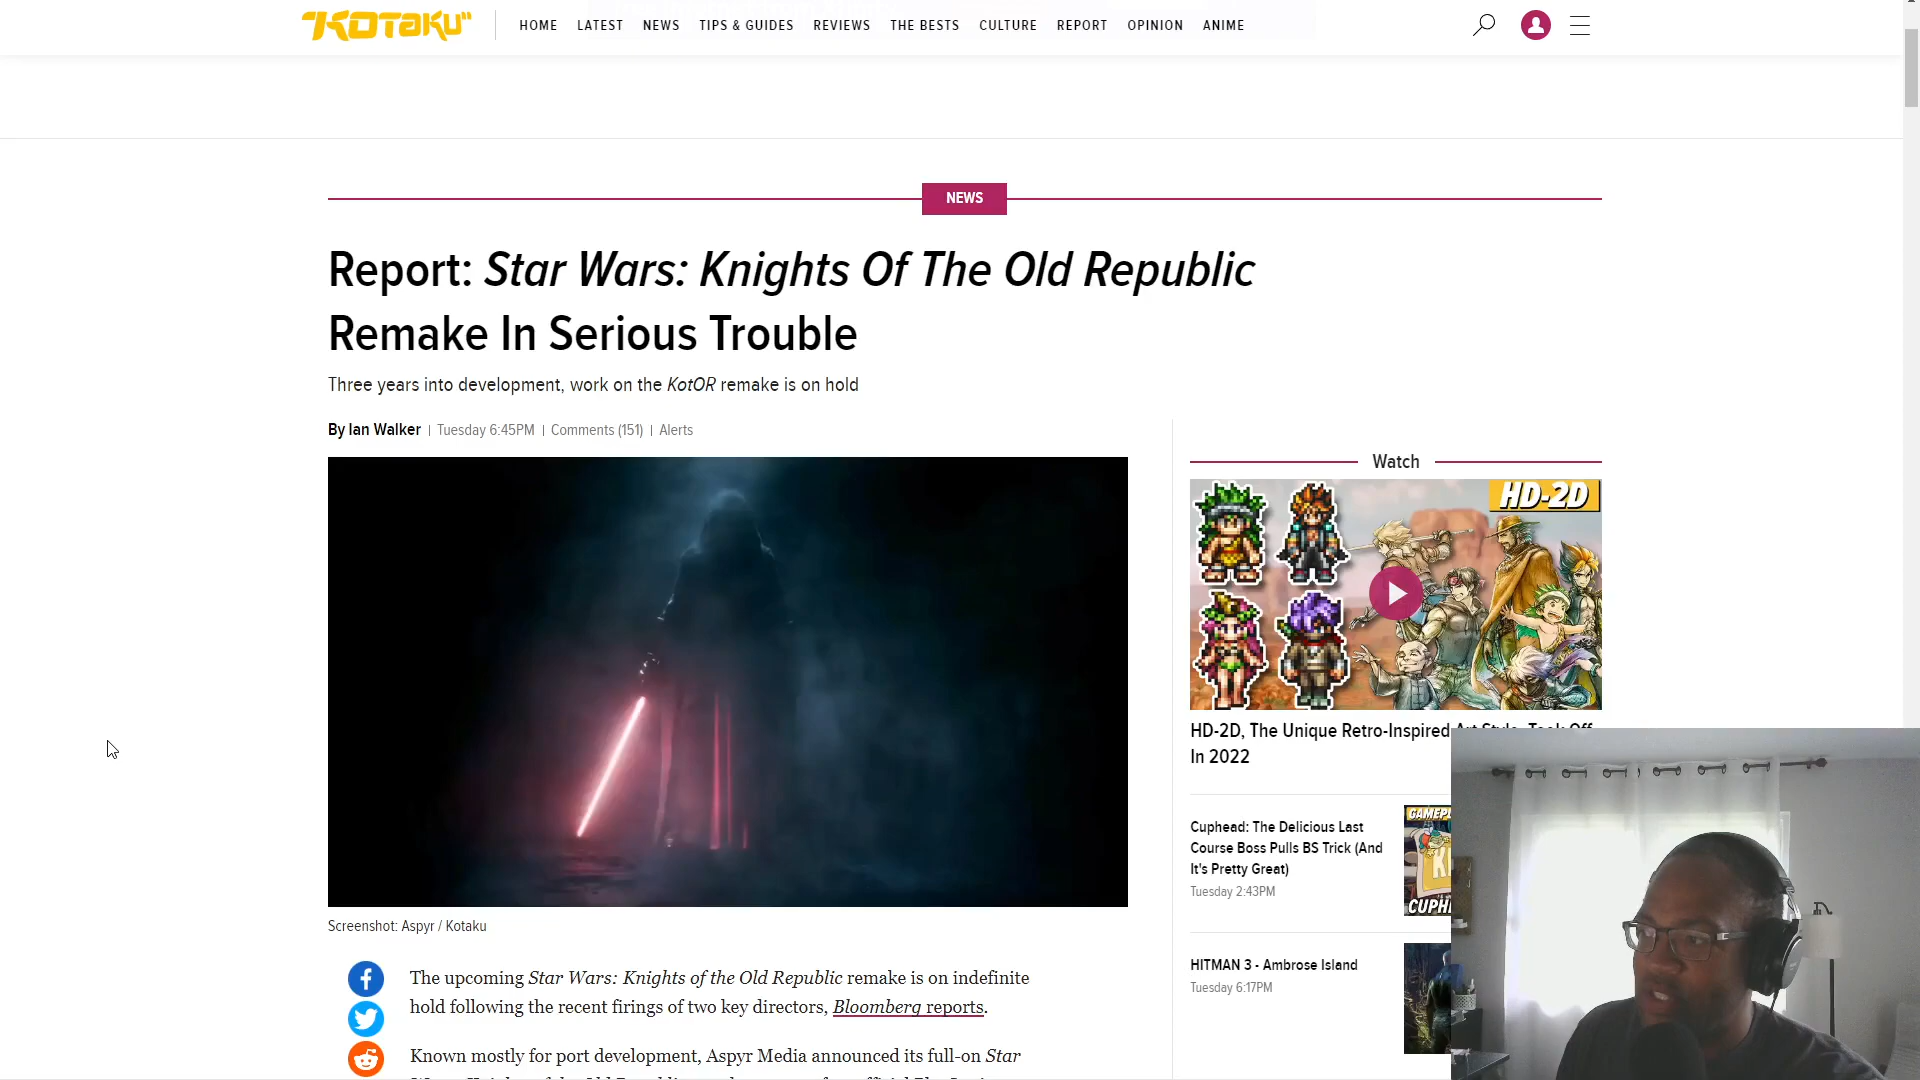 KOTAKU
HOME LATEST NEWS TIPS & GUIDES REVIEWS THE BESTS CULTURE REPORT OPINION ANIME
NEWS
Report: Star Wars: Knights Of The Old Republic
Remake In Serious Trouble
Three years into development, work on the KotOR remake is on hold
By Ian Walker | Tuesday 6:45PM | Comments (151) | Alerts
Screenshot: Aspyr / Kotaku
The upcoming Star Wars: Knights of the Old Republic remake is on indefinite
hold following the recent firings of two key directors, Bloomberg reports.
Known mostly for port development, Aspyr Media announced its full-on Star
Watch
HD-2D
HD-2D, The Unique Retro-Inspired Art Style, Took Off
In 2022
Cuphead: The Delicious Last
Course Boss Pulls BS Trick (And
It's Pretty Great)
Tuesday 2:43PM
HITMAN 3 - Ambrose Island
Tuesday 6:17PM